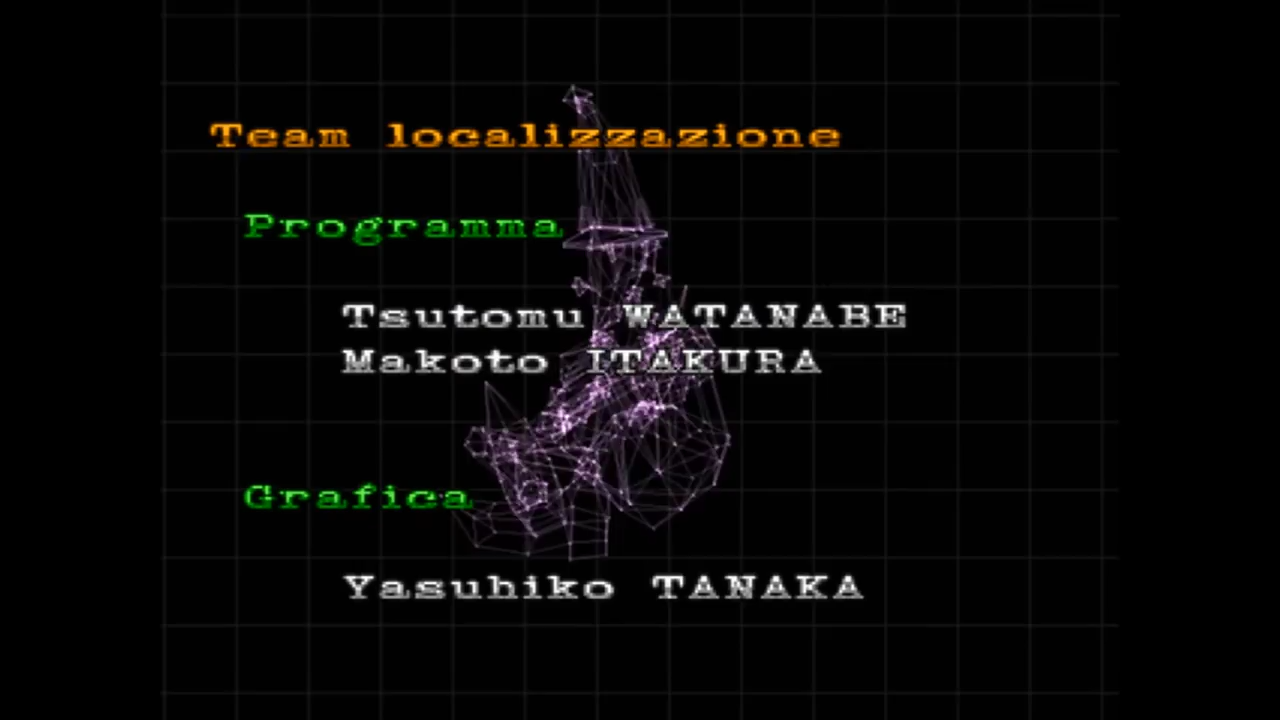 Team localizzazione
Programma
Tsutomu WATANABE
Makoto ITAKURA
Grafica
Yasuhiko TANAKA